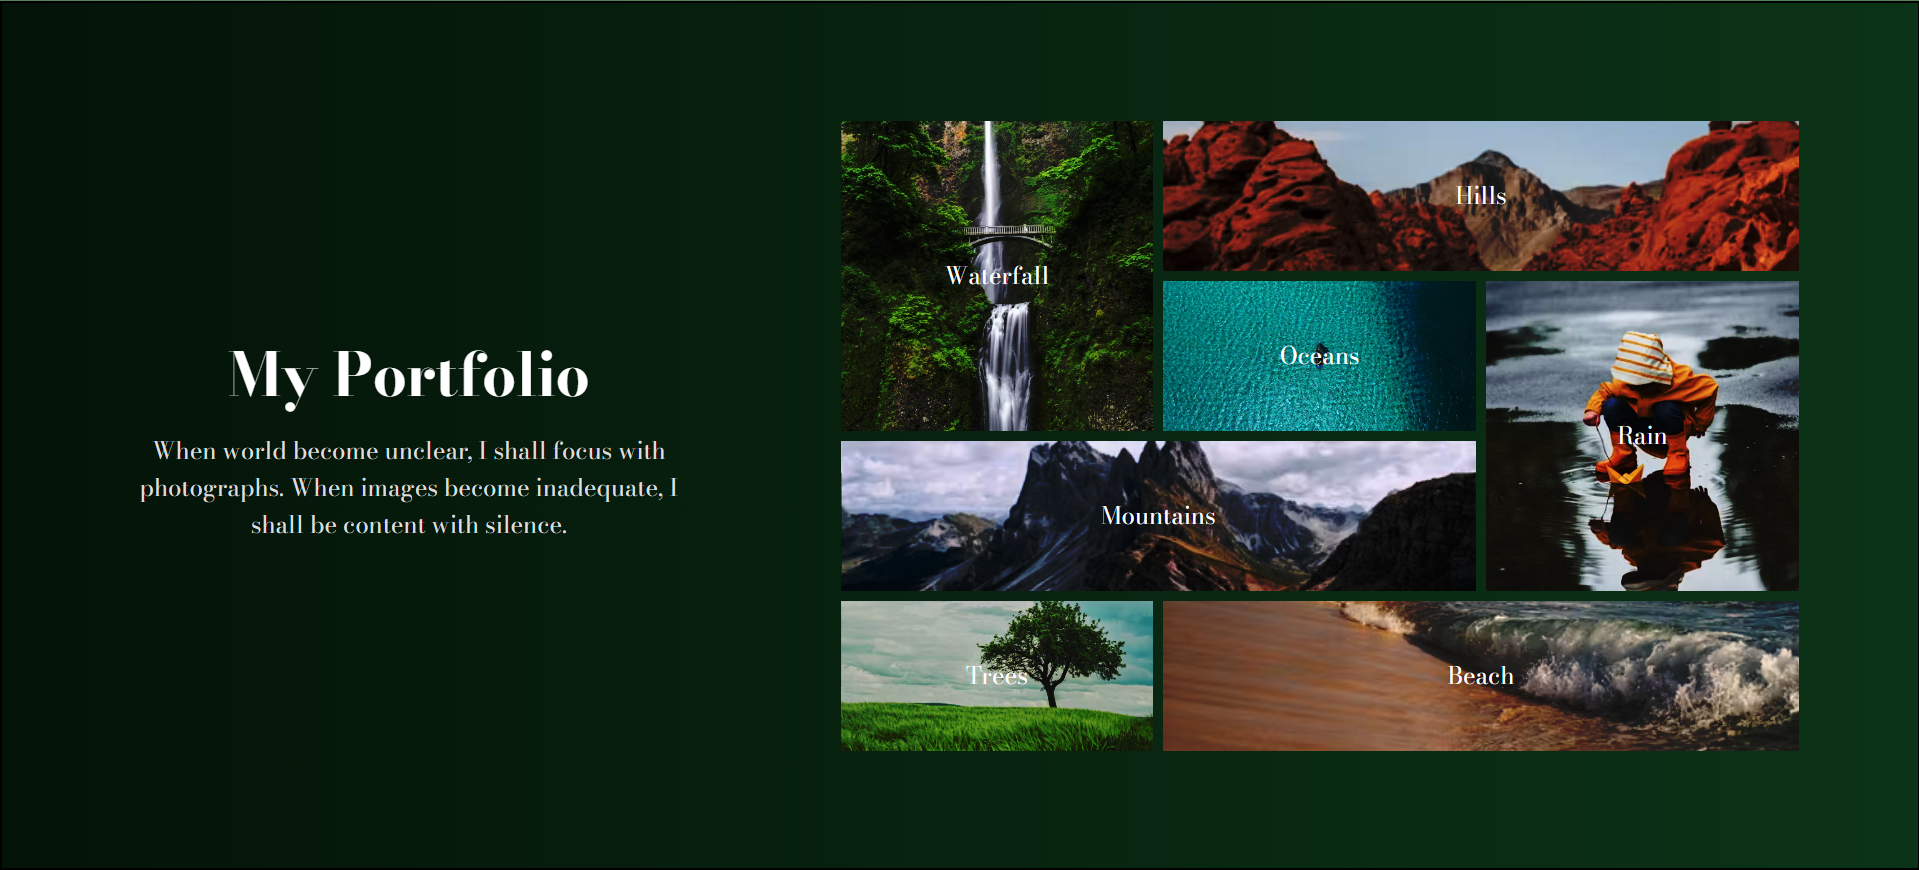 My Portfolio
When world become unclear, I shall focus with
photographs. When images become inadequate, I
shall be content with silence.
Waterfall
Hills
Oceans
Rain
Mountains
Trees
Beach